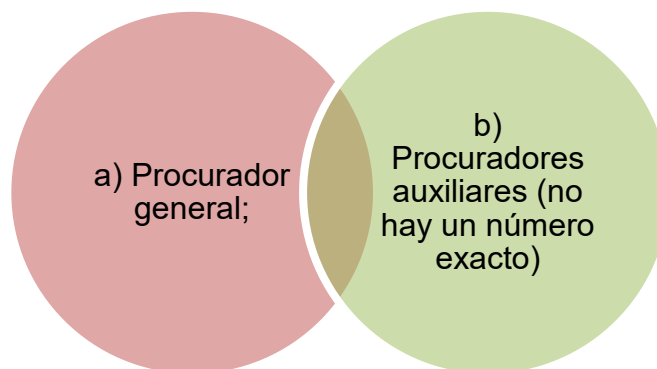 a) Procurador
general;
b)
Procuradores
auxiliares (no
hay un número
exacto)